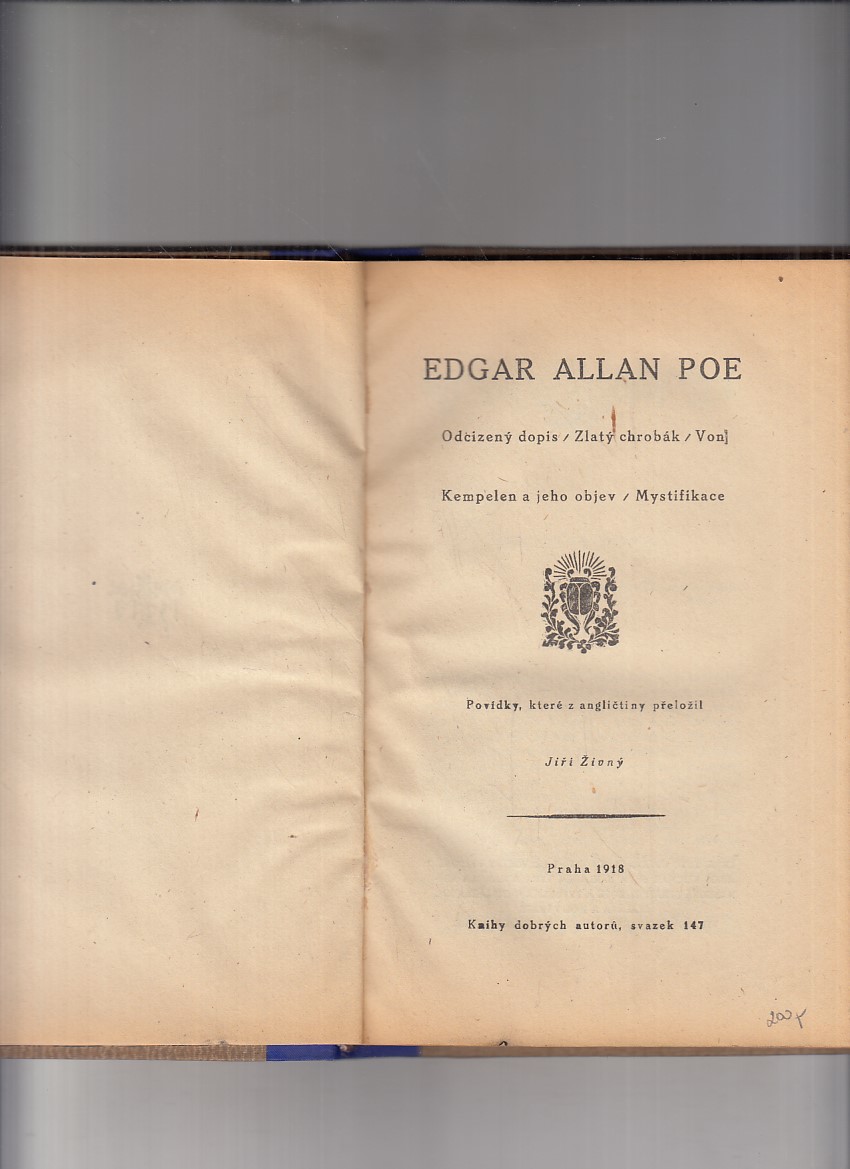 EDGAR ALLAN POE
Odcizený dopis / Zlatý chrobák / Von
Kempelen a jeho objev / Mystifikace
Povídky, které z angličtiny přeložil
Jiří Živný
Praha 1918
Knihy dobrých autorů, svazek 147